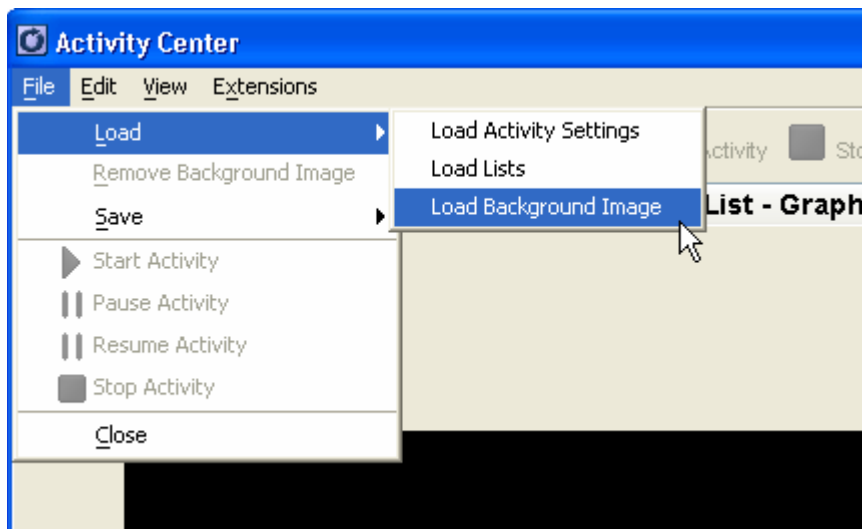 Activity Center
File Edit View Extensions
Load
Remove Background Image
Save
Start Activity
Pause Activity
Resume Activity
Stop Activity
Close
Load Activity Settings
Load Lists
Load Background Image
Activity Sto
List - Graph